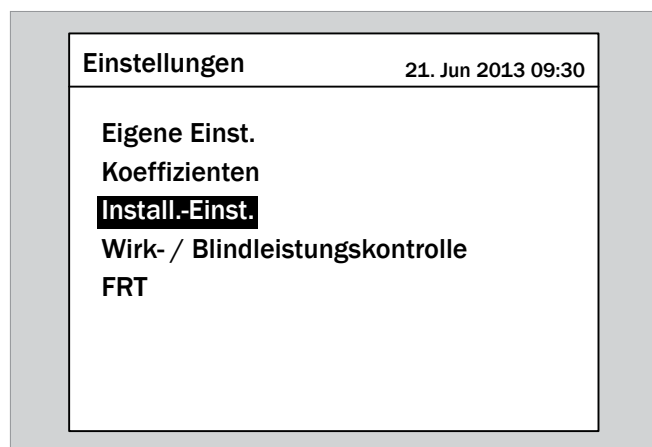 Einstellungen
21. Jun 2013 09:30
Eigene Einst.
Koeffizienten
Install.-Einst.
Wirk- / Blindleistungskontrolle
FRT